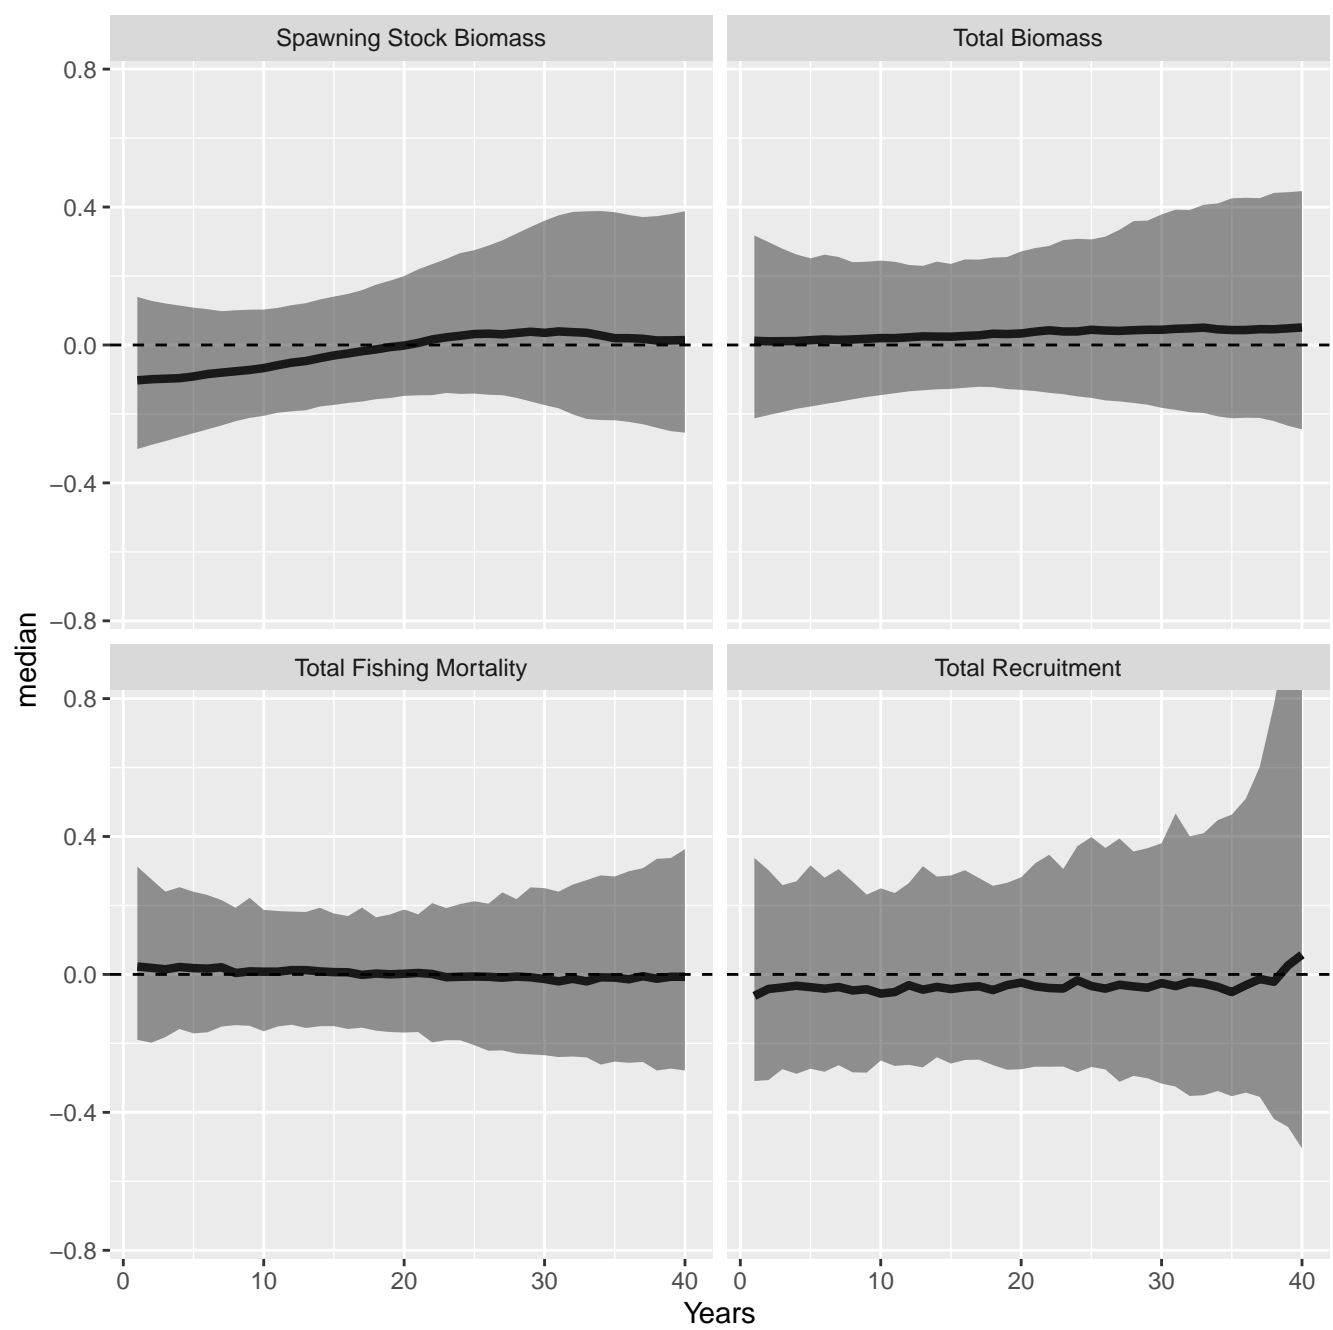 Spawning Stock Biomass
Total Biomass
0.8
0.4
0.0
−0.4
−0.8
median
Total Fishing Mortality
Total Recruitment
0.8
0.4
0.0
−0.4
−0.8
0 10 20 30 40
0 10 20 30 40
Years